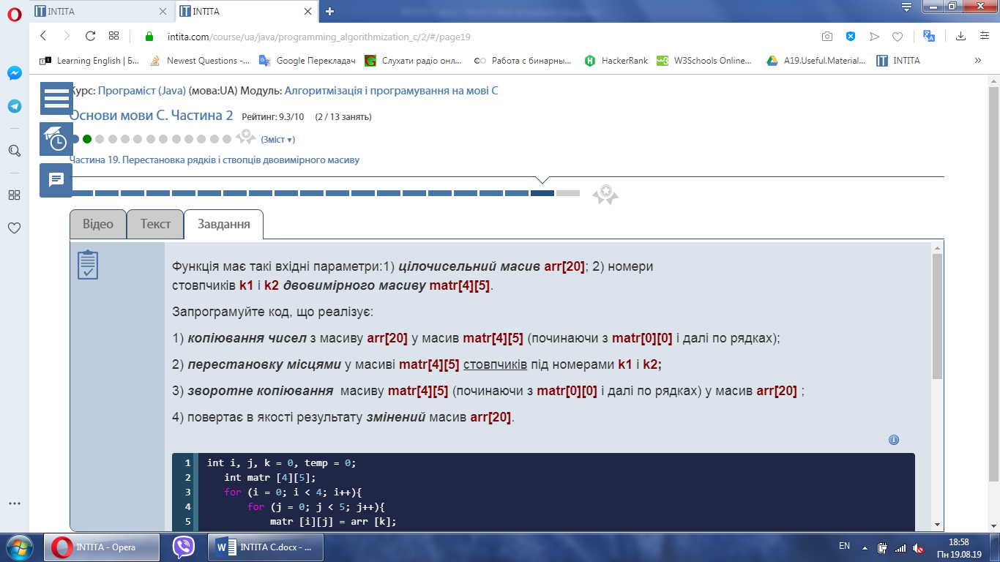 INTITA
INTITA
intita.com/course/ua/java/programming_algorithmization_c/2/#/page19
Learning English | Б...
Newest Questions -...
Google Перекладач
Слухати радіо онл...
Работа с бинарны...
HackerRank
W3Schools Online...
A19.Useful.Material...
INTITA
Курс: Програміст (Java) (мова:UA) Модуль: Алгоритмізація і програмування на мові С
Основи мови С. Частина 2 Рейтинг: 9.3/10 (2 / 13 занять)
(Зміст ▾)
Частина 19. Перестановка рядків і ствопців двовимірного масиву
Відео
Текст
Завдання
Функція має такі вхідні параметри:1) цілочисельний масив arr[20]; 2) номери
стовпчиків k1 і k2 двовимірного масиву matr[4][5].
Запрограмуйте код, що реалізує:
1) копіювання чисел з масиву arr[20] у масив matr[4][5] (починаючи з matr[0][0] і далі по рядках);
2) перестановку місцями у масиві matr[4][5] стовпчиків під номерами k1 і k2;
3) зворотне копіювання масиву matr[4][5] (починаючи з matr[0][0] і далі по рядках) у масив arr[20] ;
4) повертає в якості результату змінений масив arr[20].
1 int i, j, k = 0, temp = 0;
2 int matr [4][5];
3 for (i = 0; i < 4; i++){
4 for (j = 0; j < 5; j++){
5 matr [i][j] = arr [k];
INTITA - Opera
INTITA C.docx - ...
EN
18:58
Пн 19.08.19